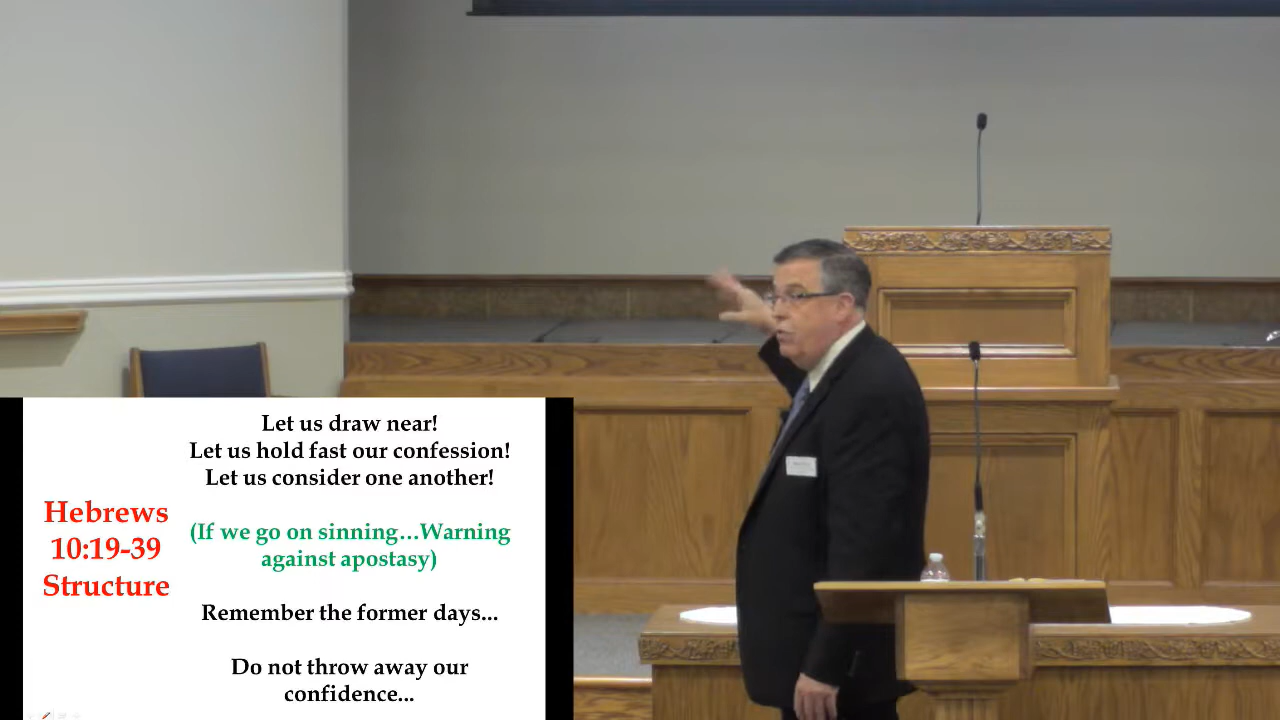 Let us draw near!
Let us hold fast our confession!
Let us consider one another!
Hebrews
10:19-39
Structure
(If we go on sinning...Warning
against apostasy)
Remember the former days...
Do not throw away our
confidence...